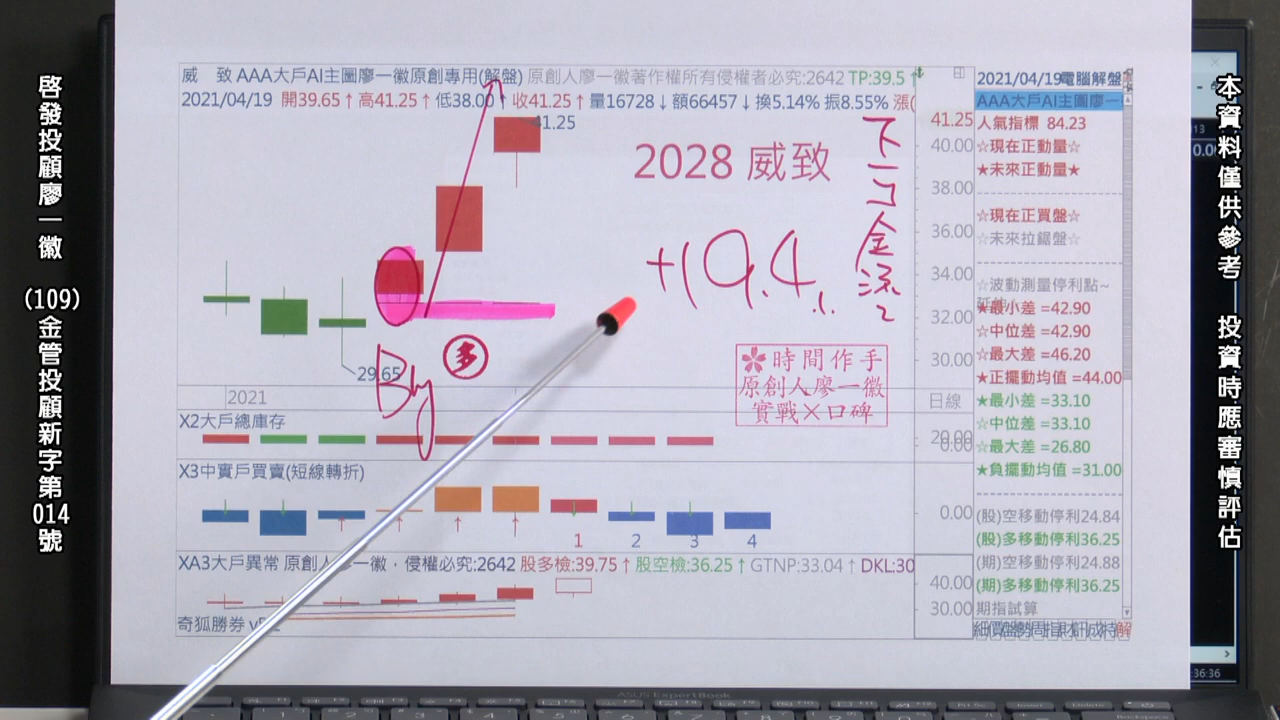 啓發投顧廖一徽 (109)金管投顧新字第014號
本資料僅供參考 投資時應審慎評估
威 致 AAA大戶AI主圖廖一徽原創專用(解盤) 原創人廖一徽著作權所有侵權者必究:2642 TP:39.5
2021/04/19 開39.65↑ 高41.25↑ 低38.00↑ 收41.25↑ 量16728↓ 額66457↓ 換5.14% 振8.55% 漲(
41.25
2028 威致
+19.4
29.65
By
多
時間作手
原創人廖一徽
實戰×口碑
2021
日線
41.25
40.00
38.00
36.00
34.00
32.00
30.00
X2大戶總庫存
20.00
X3中實戶買賣(短線轉折)
0.00
1 2 3 4
XA3大戶異常 原創人廖一徽,侵權必究:2642 股多檢:39.75↑ 股空檢:36.25↑ GTNP:33.04↑ DKL:30
40.00
30.00
奇狐勝券
2021/04/19電腦解盤
AAA大戶AI主圖廖一
人氣指標 84.23
☆現在正動量☆
★未來正動量★
☆現在正買盤☆
☆未來拉鋸盤☆
☆波動測量停利點~
★最小差=42.90
☆中位差=42.90
☆最大差=46.20
★正擺動均值=44.00
★最小差=33.10
☆中位差=33.10
☆最大差=26.80
★負擺動均值=31.00
(股)空移動停利24.84
(股)多移動停利36.25
(期)空移動停利24.88
(期)多移動停利36.25
期指試算
:36:36
ASUS ExpertBook